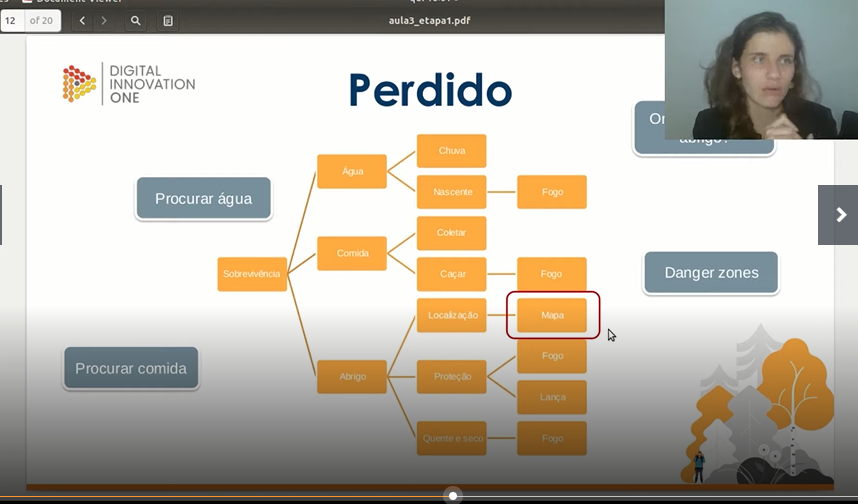 12 of 20
aula3_etapa1.pdf
DIGITAL
INNOVATION
ONE
Perdido
abrigo?
Procurar água
Danger zones
Procurar comida
Sobrevivência
Água
Chuva
Nascente
Fogo
Comida
Coletar
Caçar
Fogo
Abrigo
Localização
Mapa
Proteção
Fogo
Lança
Quente e seco
Fogo